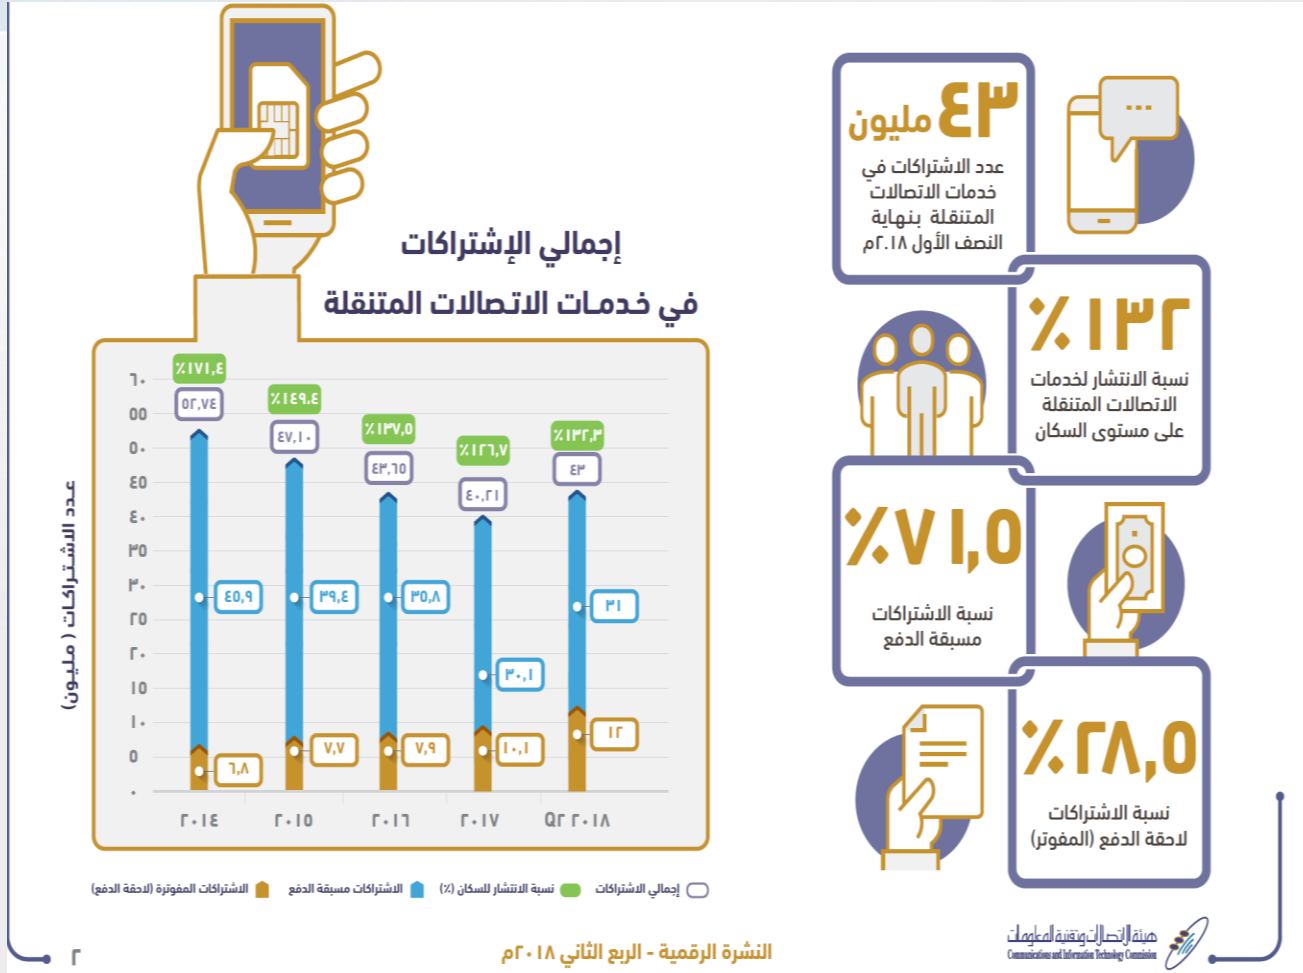 ٤٣ مليون
عدد الاشتراكات في
خدمات الاتصالات
المتنقلة بنهاية
النصف الأول ٢٠١٨م
٪١٣٢
نسبة الانتشار لخدمات
الاتصالات المتنقلة
على مستوى السكان
٪٧١,٥
نسبة الاشتراكات
مسبقة الدفع
٪٢٨,٥
نسبة الاشتراكات
لاحقة الدفع (المفوتر)
إجمالي الإشتراكات
في خدمات الاتصالات المتنقلة
عدد الاشتراكات (مليون)
٦٠
٥٥
٥٠
٤٥
٤٠
٣٥
٣٠
٢٥
٢٠
١٥
١٠
٥
٠
٪١٧١,٤
٥٢,٧٤
٤٥,٩
٦,٨
٪١٤٩.٤
٤٧,١٠
٣٩,٤
٧,٧
٪١٣٧,٥
٤٣,٦٥
٣٥,٨
٧,٩
٪١٢٦,٧
٤٠,٢١
٣٠,١
١٠,١
٪١٣٢,٣
٤٣
٣١
١٢
٢٠١٤
٢٠١٥
٢٠١٦
٢٠١٧
Q٢ ٢٠١٨
إجمالي الاشتراكات
نسبة الانتشار للسكان (٪)
الاشتراكات مسبقة الدفع
الاشتراكات المفوترة (لاحقة الدفع)
هيئة الاتصالات وتقنية المعلومات
Communications and Information Technology Commission
النشرة الرقمية - الربع الثاني ٢٠١٨م
٢